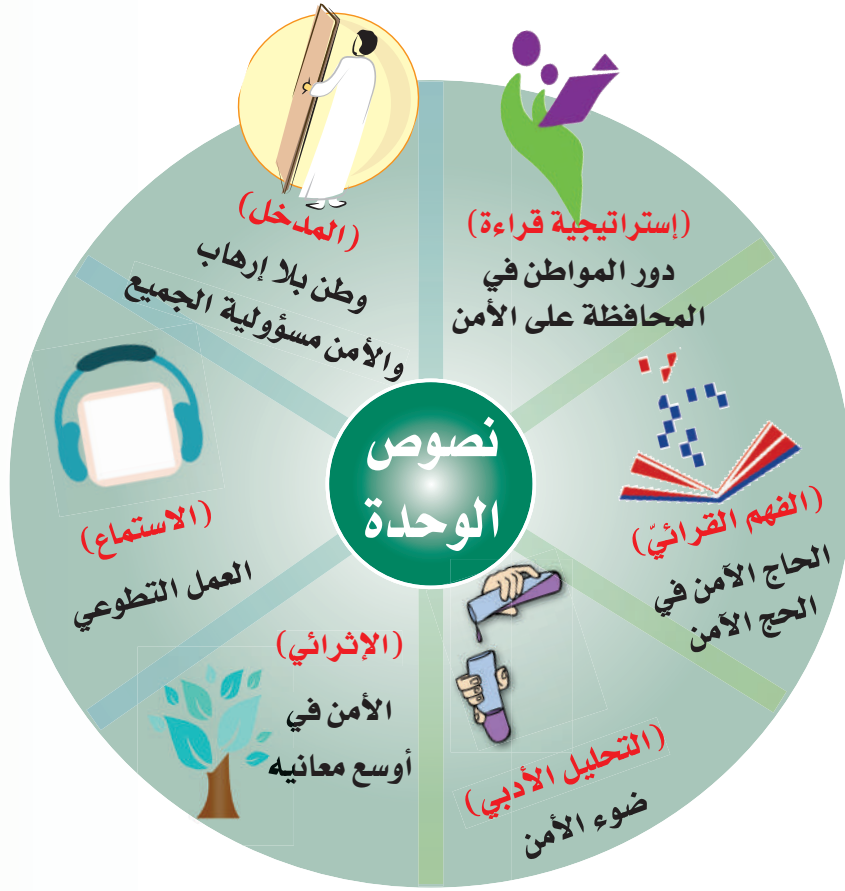 نصوص
الوحدة
(المدخل)
وطن بلا إرهاب
والأمن مسؤولية الجميع
(إستراتيجية قراءة)
دور المواطن في
المحافظة على الأمن
(الفهم القرائيّ)
الحاج الآمن في
الحج الآمن
(التحليل الأدبي)
ضوء الأمن
(الإثرائي)
الأمن في
أوسع معانيه
(الاستماع)
العمل التطوعي